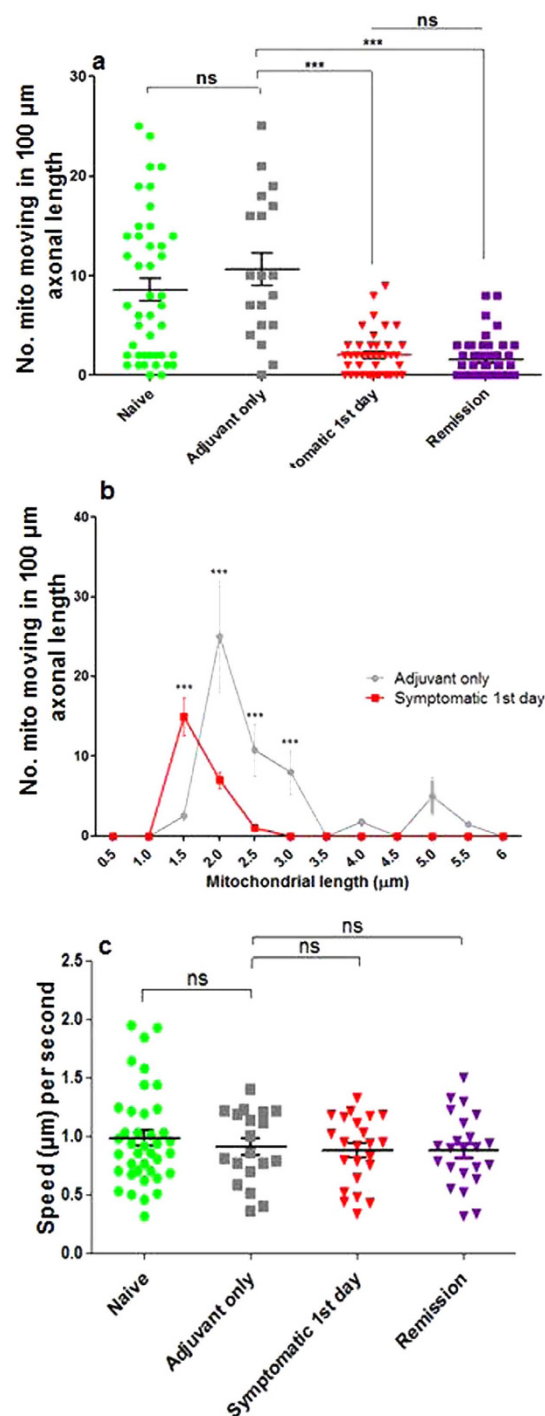 a
ns
***
***
ns
No. mito moving in 100 µm
axonal length
30
20
10
0
Naive
Adjuvant only
tomatic 1st day
Remission
b
No. mito moving in 100 µm
axonal length
40
30
20
10
0
***
***
***
***
Adjuvant only
Symptomatic 1st day
0.5
1.0
1.5
2.0
2.5
3.0
3.5
4.0
4.5
5.0
5.5
6
Mitochondrial length (µm)
c
ns
ns
ns
Speed (µm) per second
2.5
2.0
1.5
1.0
0.5
0.0
Naive
Adjuvant only
Symptomatic 1st day
Remission